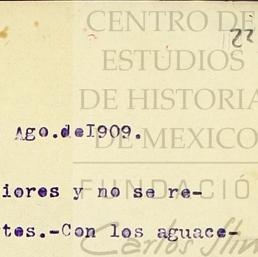 CENTRO DE
ESTUDIOS
DE HISTORIA
DE MEXICO
FUNDACIÓ
Carlos Slim
22
Ago.de I909.
iores y no se re-
tes.-Con los aguace-